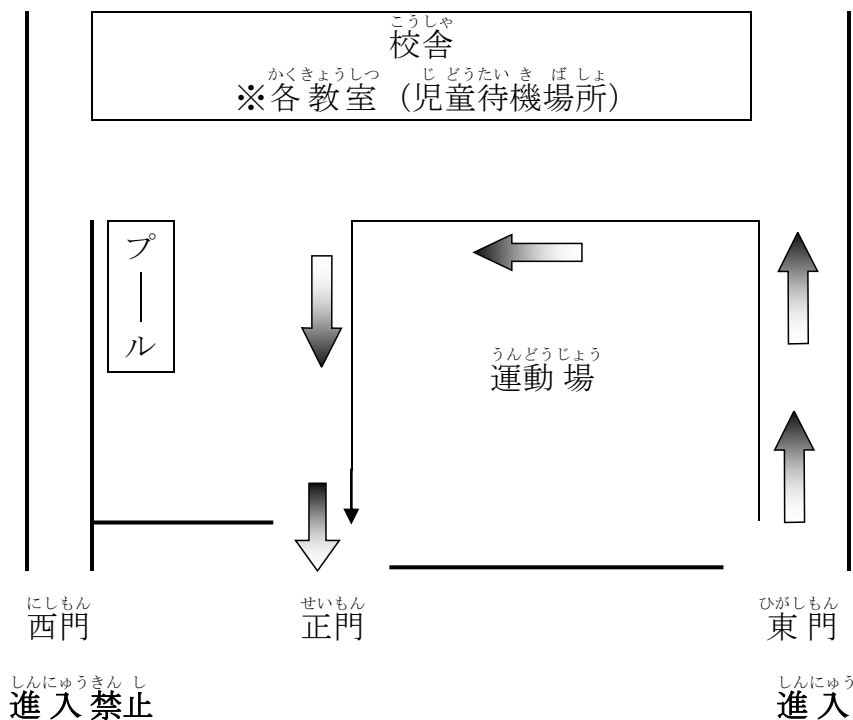 こうしゃ
校舎
かくきょうしつ じどうたいきばしょ
※各教室（児童待機場所）
プール
うんどうじょう
運動場
にしもん せいもん ひがしもん
西門 正門 東門
しんにゅうきんし しんにゅう
進入禁止 進入